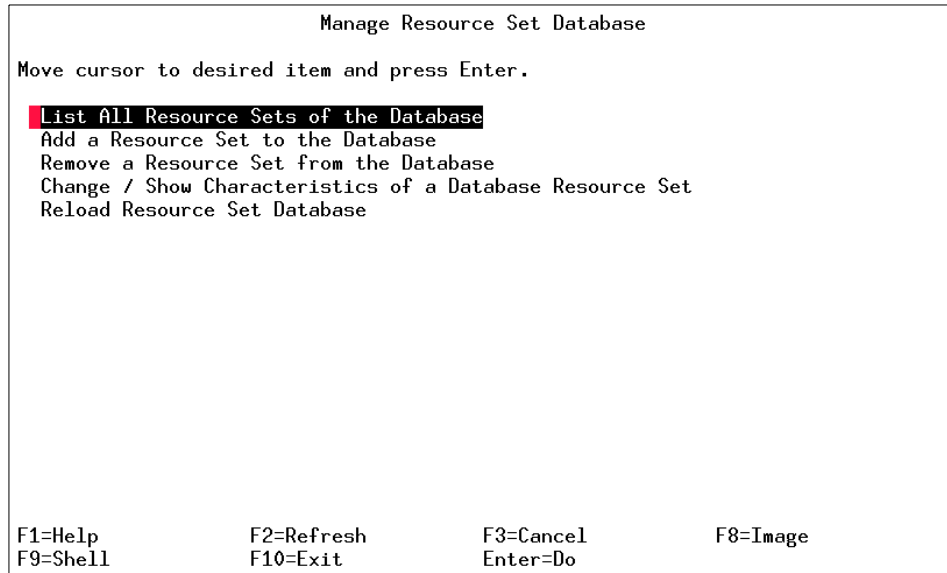 Manage Resource Set Database
Move cursor to desired item and press Enter.
List All Resource Sets of the Database
Add a Resource Set to the Database
Remove a Resource Set from the Database
Change / Show Characteristics of a Database Resource Set
Reload Resource Set Database
F1=Help F2=Refresh F3=Cancel F8=Image
F9=Shell F10=Exit Enter=Do